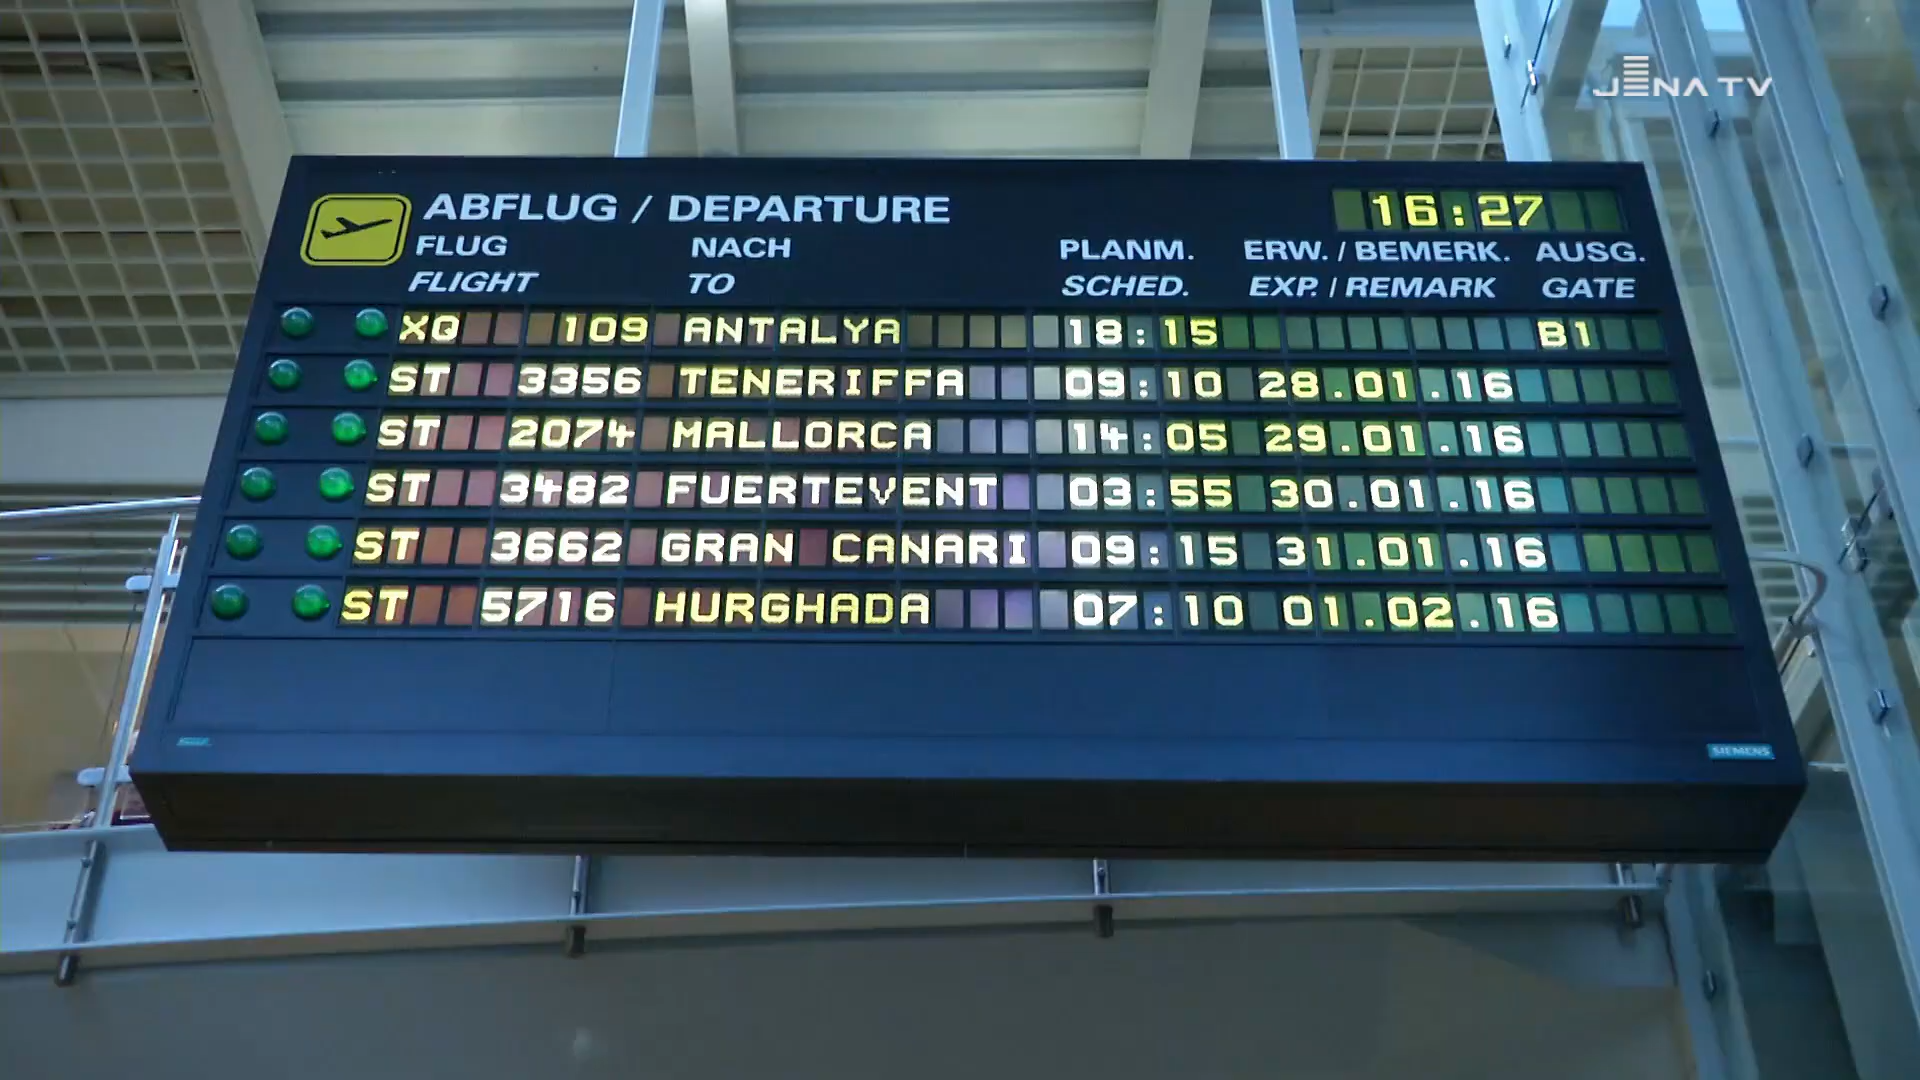 JENA TV
ABFLUG / DEPARTURE 16:27
FLUG NACH PLANM. ERW. / BEMERK. AUSG.
FLIGHT TO SCHED. EXP. / REMARK GATE
XQ 109 ANTALYA 18:15 B1
ST 3356 TENERIFFA 09:10 28.01.16
ST 2074 MALLORCA 14:05 29.01.16
ST 3482 FUERTEVENT 03:55 30.01.16
ST 3662 GRAN CANARI 09:15 31.01.16
ST 5716 HURGHADA 07:10 01.02.16
SIEMENS